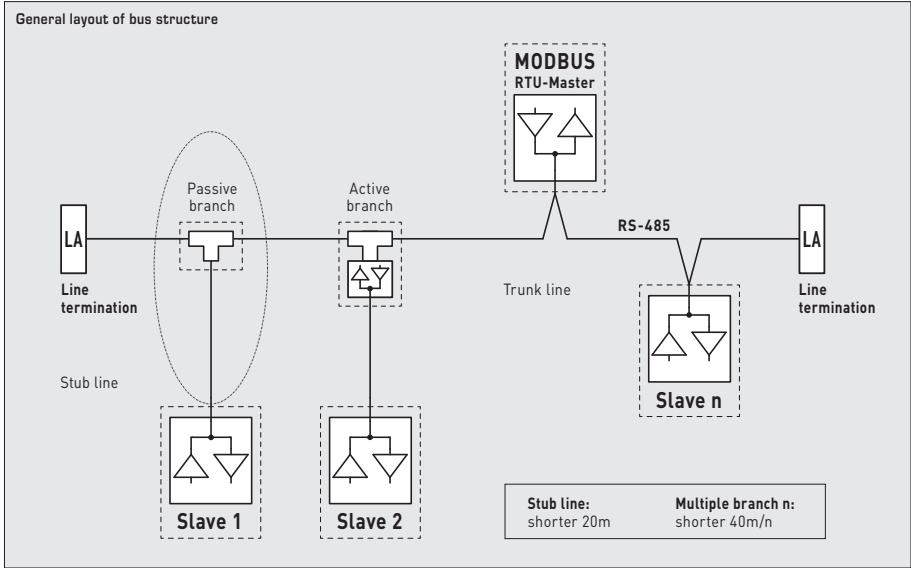 General layout of bus structure
MODBUS
RTU-Master
Passive
branch
Active
branch
LA
RS-485
LA
Line
termination
Trunk line
Line
termination
Stub line
Slave n
Slave 1
Slave 2
Stub line:
shorter 20m
Multiple branch n:
shorter 40m/n